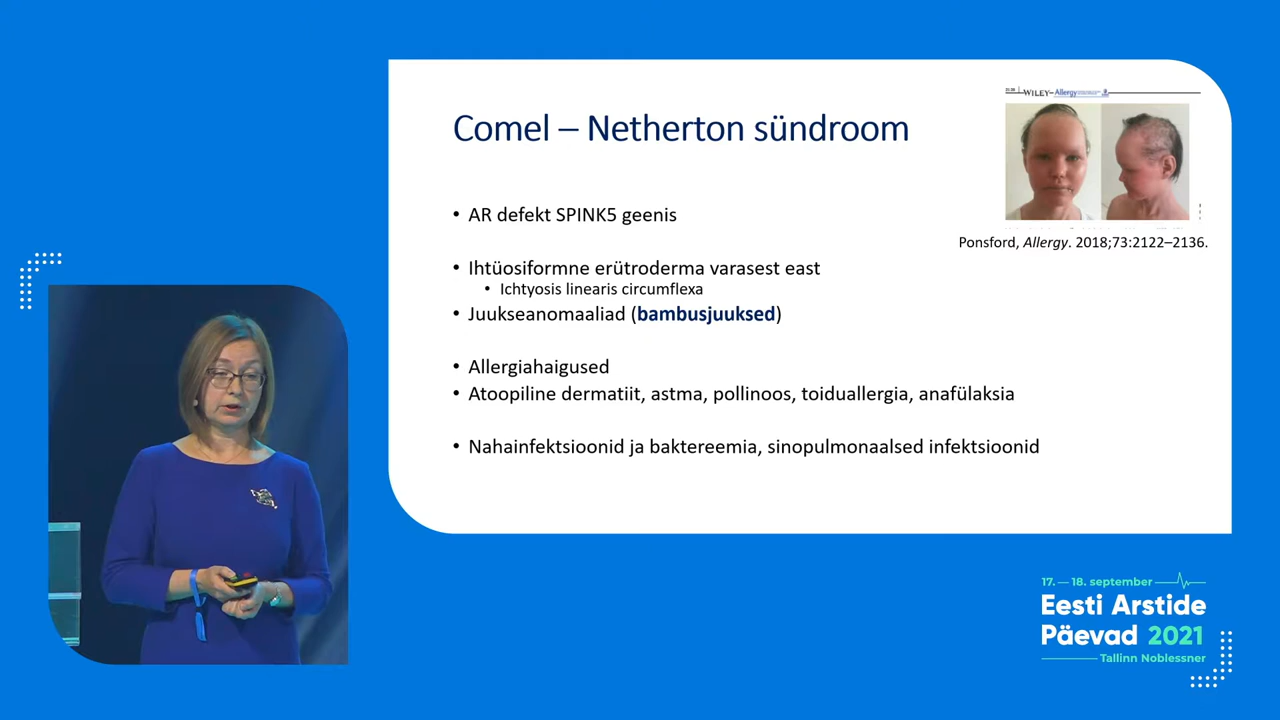 WILEY–Allergy
Comel – Netherton sündroom
• AR defekt SPINK5 geenis
Ponsford, Allergy. 2018;73:2122–2136.
• Ihtüosiformne erütroderma varasest east
• Ichtyosis linearis circumflexa
• Juukseanomaaliad (bambusjuuksed)
• Allergiahaigused
• Atoopiline dermatiit, astma, pollinoos, toiduallergia, anafülaksia
• Nahainfektsioonid ja baktereemia, sinopulmonaalsed infektsioonid
17. — 18. september
Eesti Arstide
Päevad 2021
Tallinn Noblessner